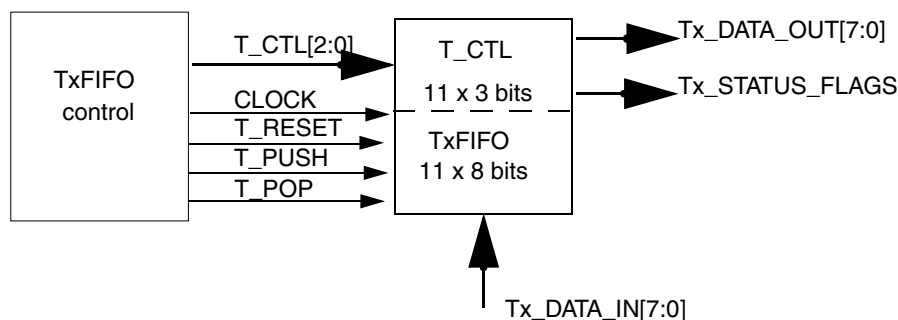 TxFIFO
control
T_CTL[2:0]
CLOCK
T_RESET
T_PUSH
T_POP
T_CTL
11 x 3 bits
TxFIFO
11 x 8 bits
Tx_DATA_OUT[7:0]
Tx_STATUS_FLAGS
Tx_DATA_IN[7:0]